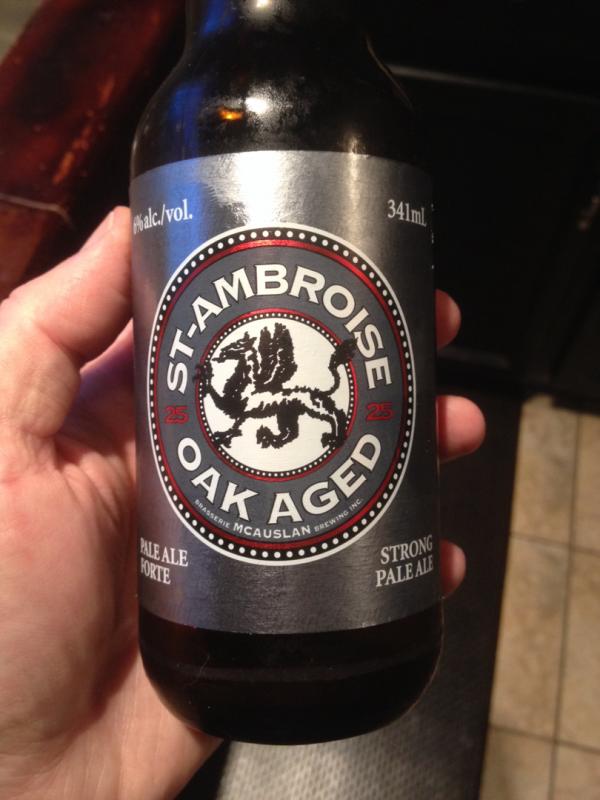 6%alc./vol.
341mL
ST-AMBROISE
25 25
OAK AGED
BRASSERIE MCAUSLAN BREWING INC.
PALE ALE
FORTE
STRONG
PALE ALE